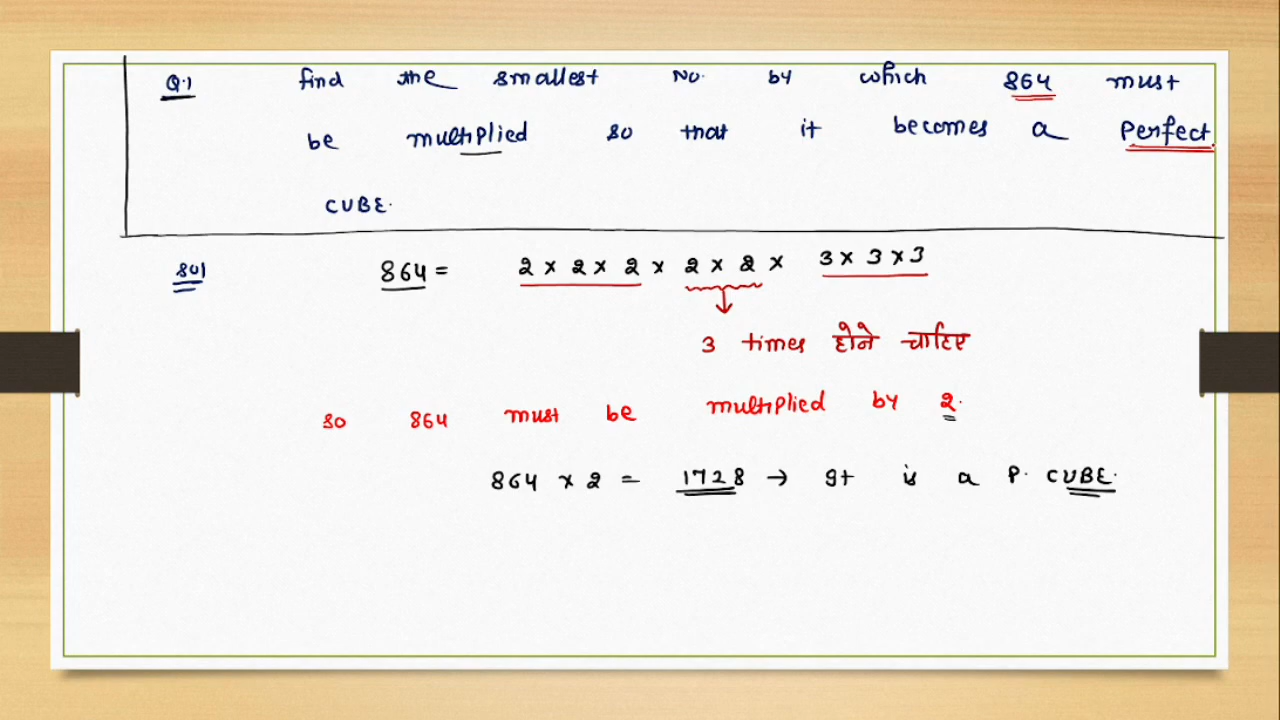 Q.1 find the smallest No. by which 864 must
be multiplied so that it becomes a Perfect
CUBE.
sol 864 = 2 x 2 x 2 x 2 x 2 x 3 x 3 x 3
3 times होने चाहिए
so 864 must be multiplied by 2.
864 x 2 = 1728 → It is a P. CUBE.